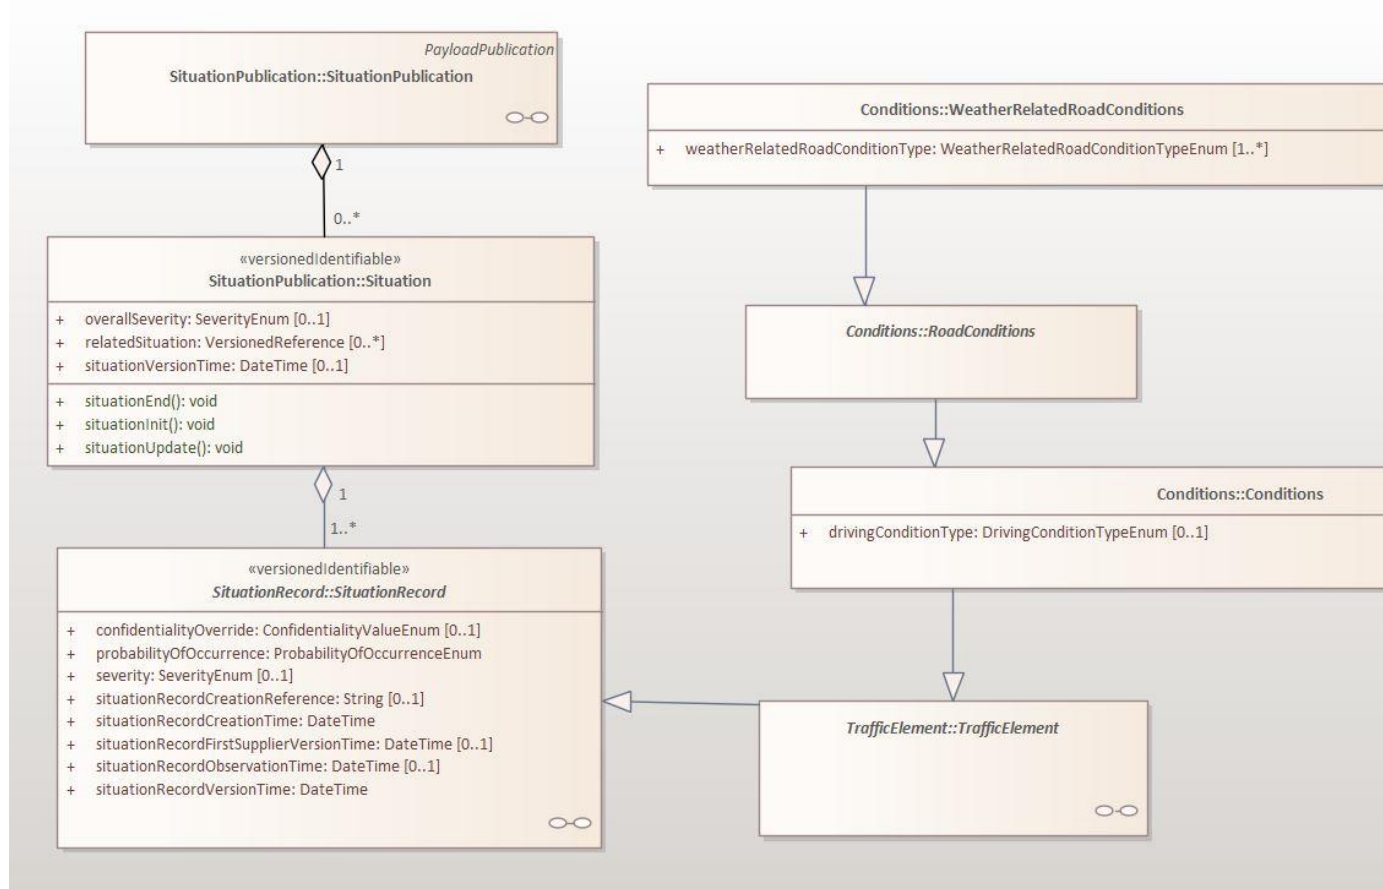 PayloadPublication
SituationPublication::SituationPublication
1
0..*
«versionedIdentifiable»
SituationPublication::Situation
+ overallSeverity: SeverityEnum [0..1]
+ relatedSituation: VersionedReference [0..*]
+ situationVersionTime: DateTime [0..1]
+ situationEnd(): void
+ situationInit(): void
+ situationUpdate(): void
1
1..*
«versionedIdentifiable»
SituationRecord::SituationRecord
+ confidentialityOverride: ConfidentialityValueEnum [0..1]
+ probabilityOfOccurrence: ProbabilityOfOccurrenceEnum
+ severity: SeverityEnum [0..1]
+ situationRecordCreationReference: String [0..1]
+ situationRecordCreationTime: DateTime
+ situationRecordFirstSupplierVersionTime: DateTime [0..1]
+ situationRecordObservationTime: DateTime [0..1]
+ situationRecordVersionTime: DateTime
Conditions::WeatherRelatedRoadConditions
+ weatherRelatedRoadConditionType: WeatherRelatedRoadConditionTypeEnum [1..*]
Conditions::RoadConditions
Conditions::Conditions
+ drivingConditionType: DrivingConditionTypeEnum [0..1]
TrafficElement::TrafficElement